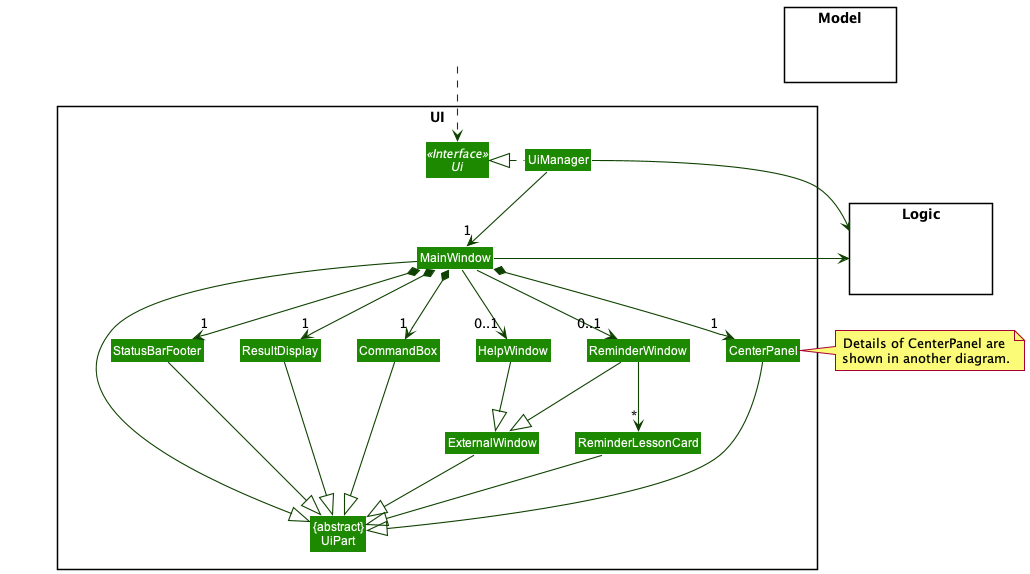 Model
UI
«Interface»
Ui
UiManager
Logic
1
MainWindow
1
1
1
0..1
0..1
1
StatusBarFooter
ResultDisplay
CommandBox
HelpWindow
ReminderWindow
CenterPanel
Details of CenterPanel are
shown in another diagram.
*
ExternalWindow
ReminderLessonCard
{abstract}
UiPart